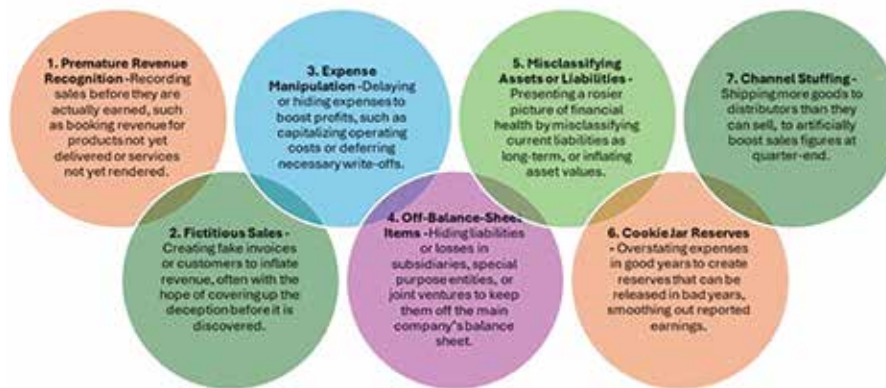 1. Premature Revenue
Recognition -Recording
sales before they are
actually earned, such
as booking revenue for
products not yet
delivered or services
not yet rendered.
2. Fictitious Sales -
Creating fake invoices
or customers to inflate
revenue, often with the
hope of covering up the
deception before it is
discovered.
3. Expense
Manipulation -Delaying
or hiding expenses to
boost profits, such as
capitalizing operating
costs or deferring
necessary write-offs.
4. Off-Balance-Sheet
Items -Hiding liabilities
or losses in
subsidiaries, special
purpose entities, or
joint ventures to keep
them off the main
company's balance
sheet.
5. Misclassifying
Assets or Liabilities -
Presenting a rosier
picture of financial
health by misclassifying
current liabilities as
long-term, or inflating
asset values.
6. Cookie Jar Reserves
- Overstating expenses
in good years to create
reserves that can be
released in bad years,
smoothing out reported
earnings.
7. Channel Stuffing -
Shipping more goods to
distributors than they
can sell, to artificially
boost sales figures at
quarter-end.